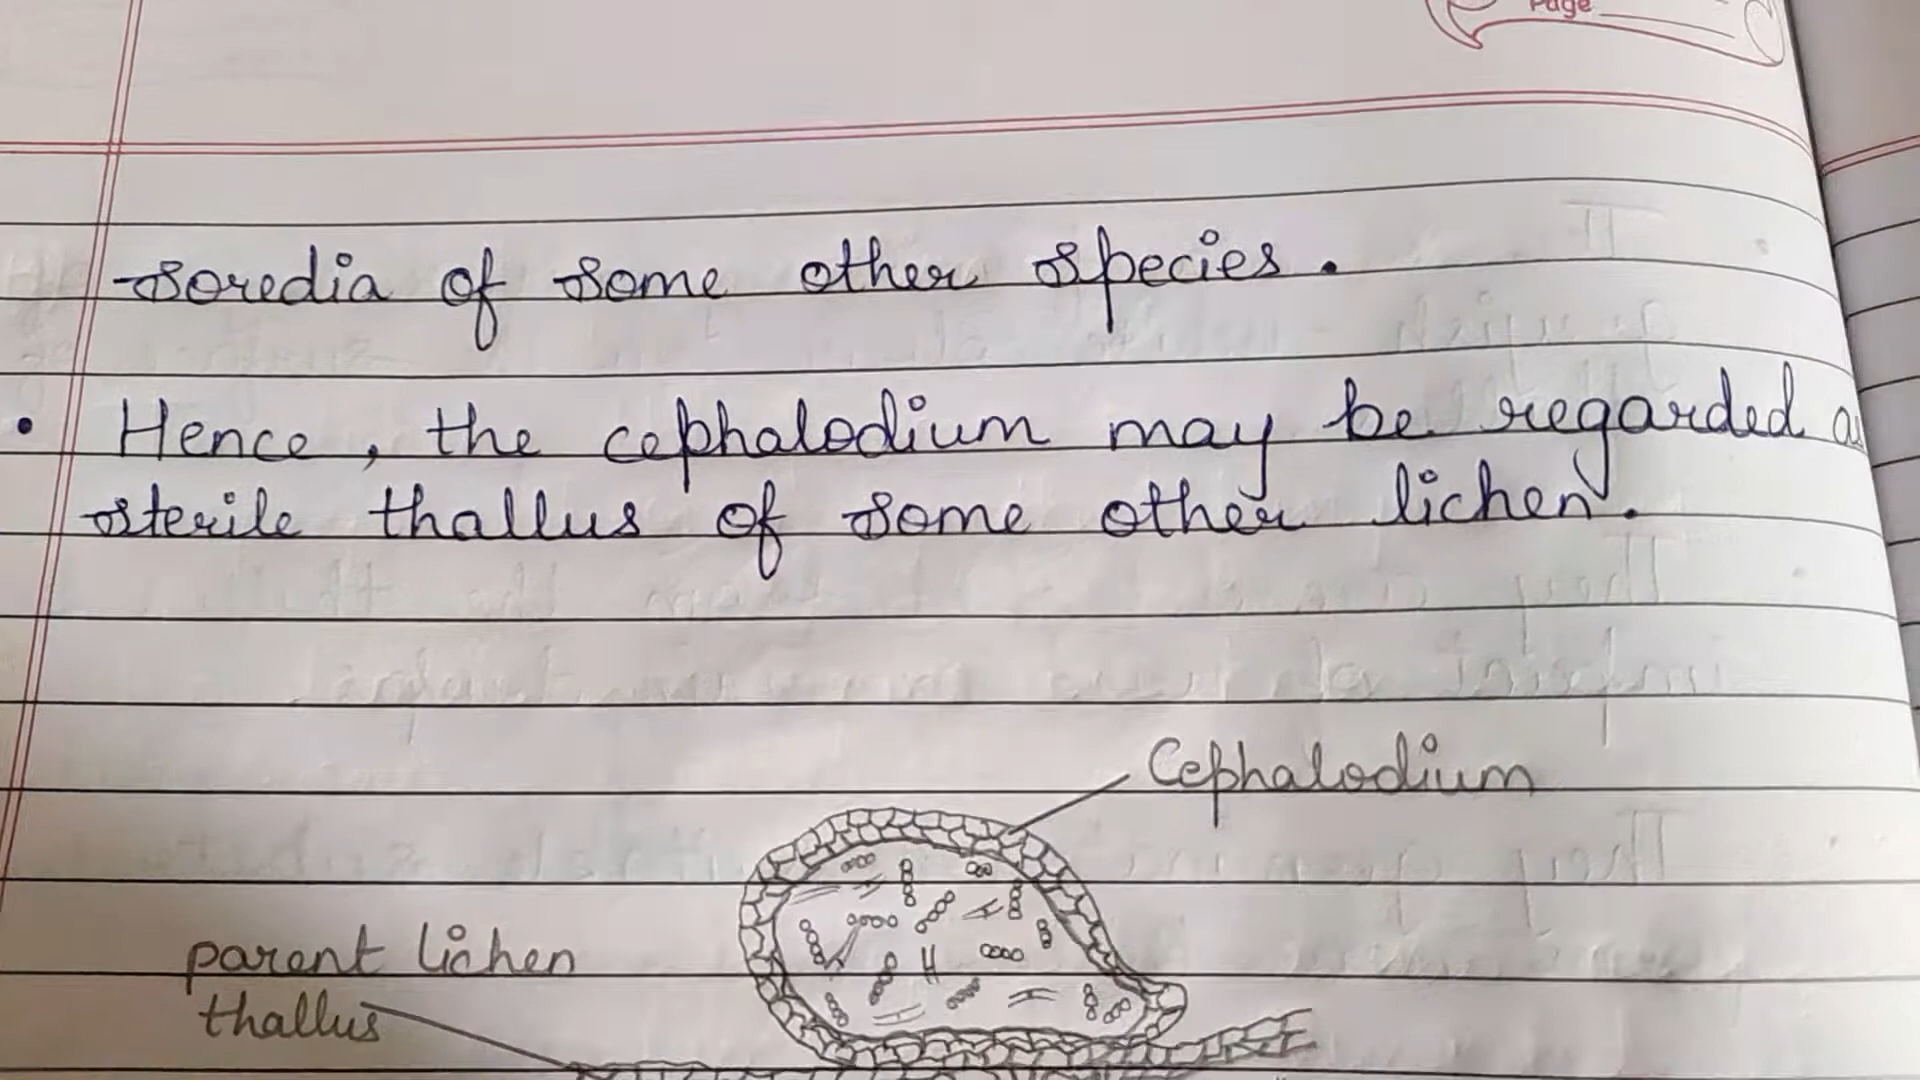 Page
soredia of some other species.
• Hence, the cephalodium may be regarded
sterile thallus of some other lichen.
Cephalodium
parent lichen
thallus